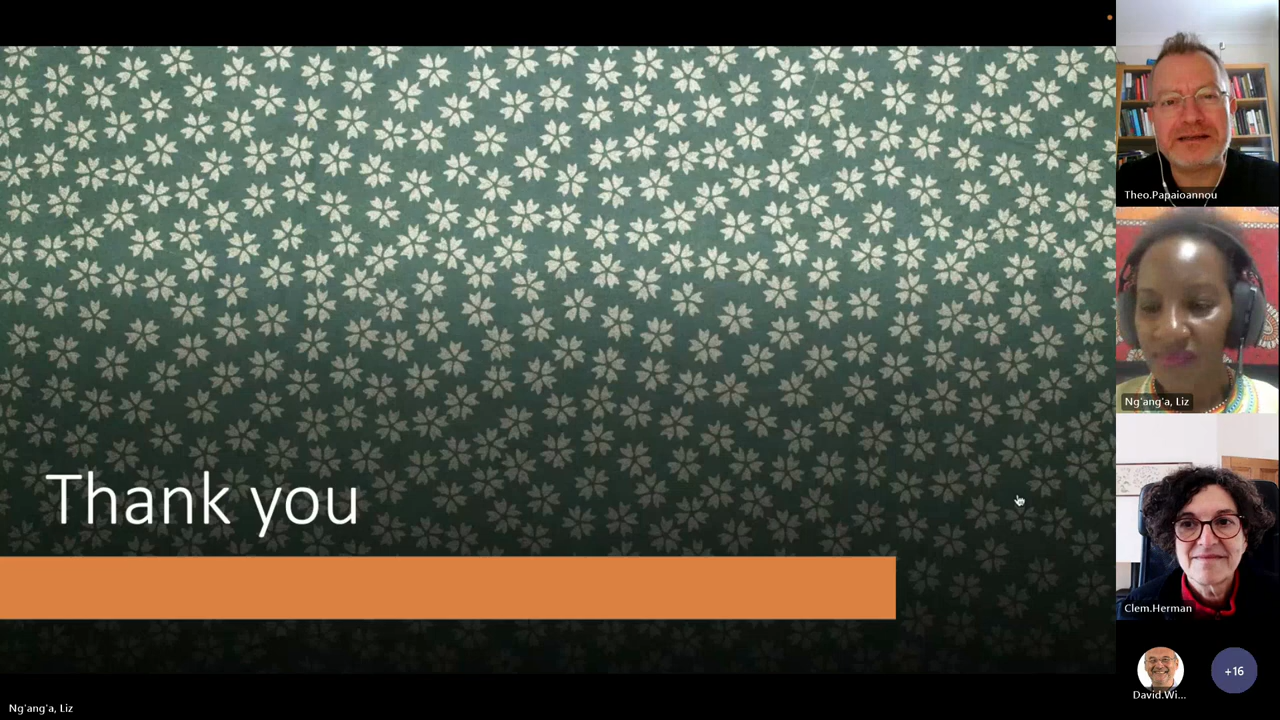 Thank you
Theo.Papaioannou
Ng'ang'a, Liz
Clem.Herman
David.Wi...
+16
Ng'ang'a, Liz